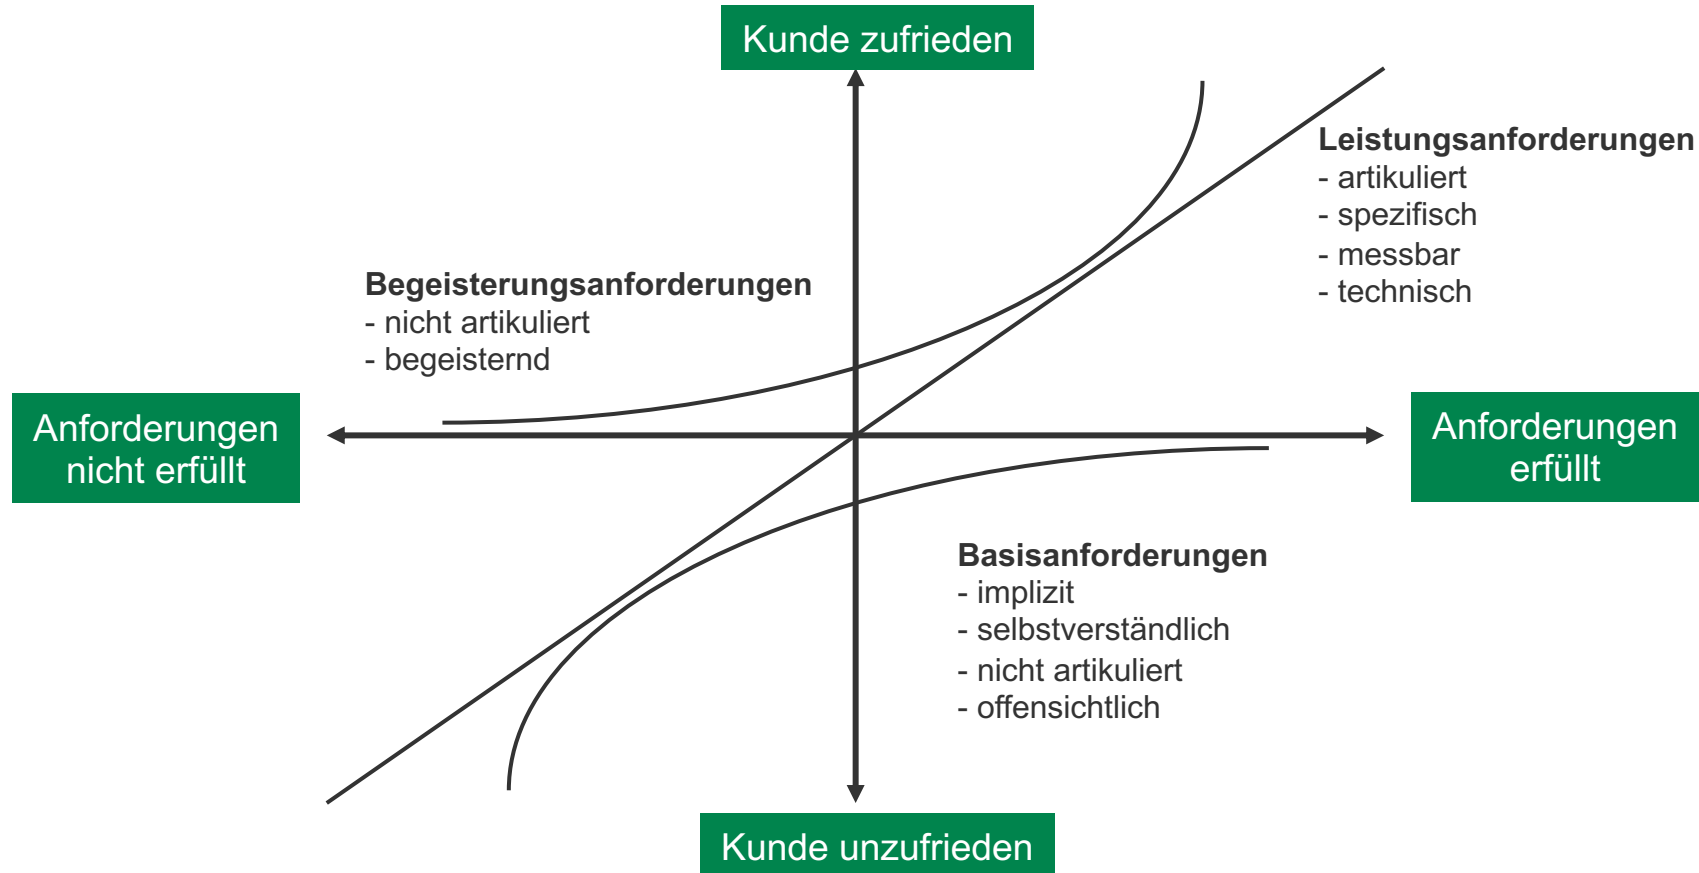 Kunde zufrieden
Leistungsanforderungen
- artikuliert
- spezifisch
- messbar
- technisch
Begeisterungsanforderungen
- nicht artikuliert
- begeisternd
Anforderungen
nicht erfüllt
Anforderungen
erfüllt
Basisanforderungen
- implizit
- selbstverständlich
- nicht artikuliert
- offensichtlich
Kunde unzufrieden